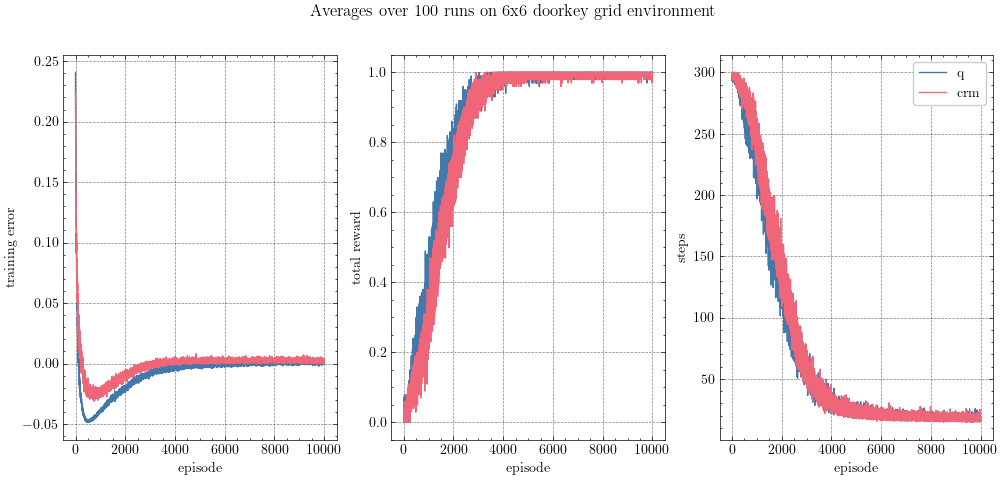 Averages over 100 runs on 6x6 doorkey grid environment
training error
0.25
0.20
0.15
0.10
0.05
0.00
−0.05
0 2000 4000 6000 8000 10000
episode
total reward
1.0
0.8
0.6
0.4
0.2
0.0
0 2000 4000 6000 8000 10000
episode
steps
300
250
200
150
100
50
0 2000 4000 6000 8000 10000
episode
q
crm